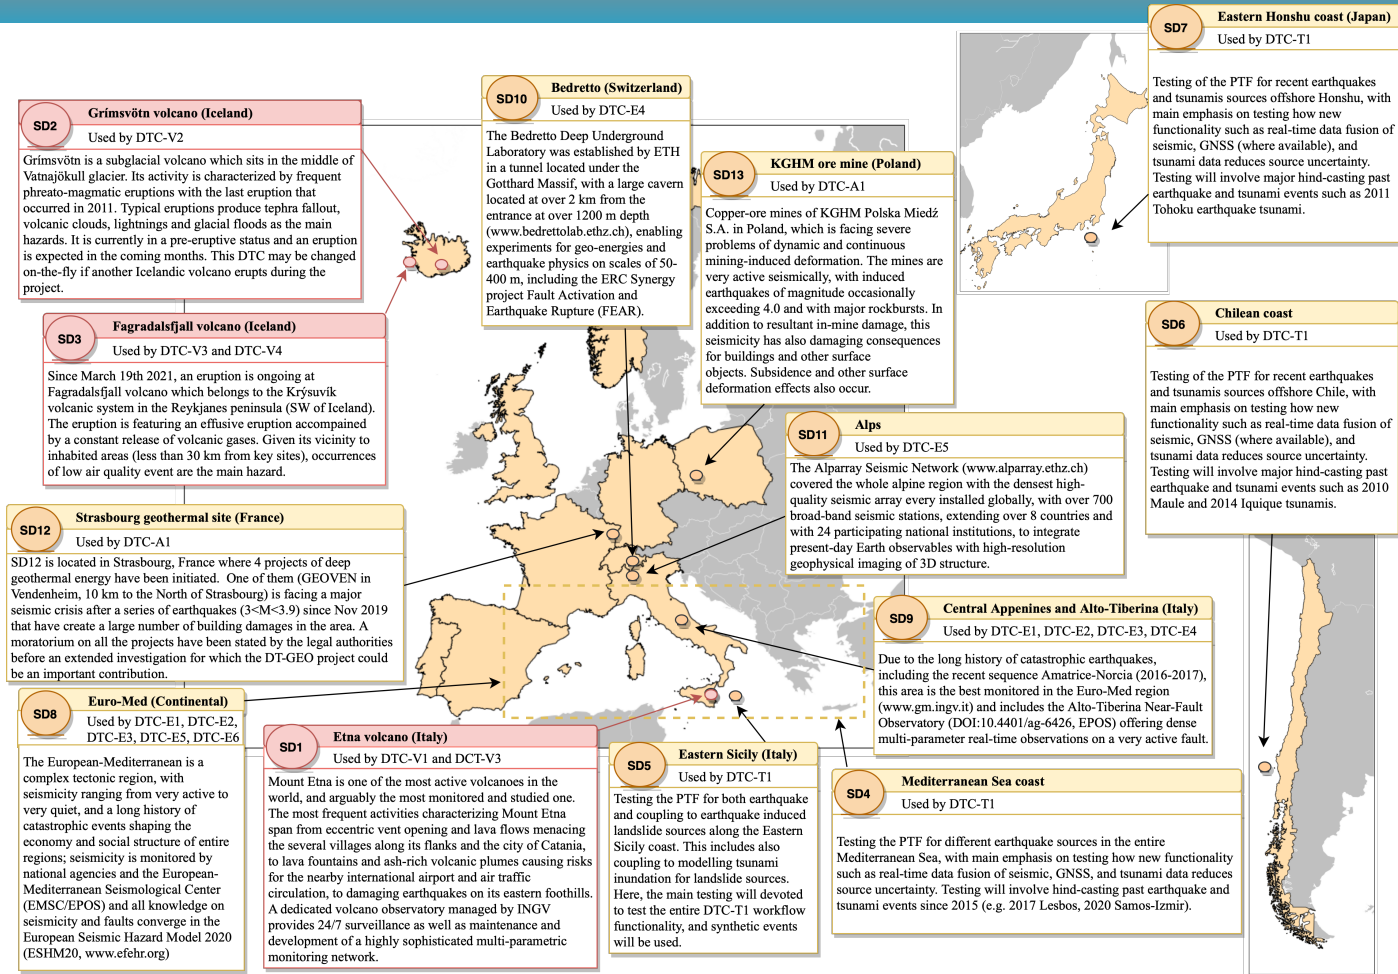 SD7
Eastern Honshu coast (Japan)
Used by DTC-T1
Testing of the PTF for recent earthquakes
and tsunamis sources offshore Honshu, with
main emphasis on testing how new
functionality such as real-time data fusion of
seismic, GNSS (where available), and
tsunami data reduces source uncertainty.
Testing will involve major hind-casting past
earthquake and tsunami events such as 2011
Tohoku earthquake tsunami.
SD10
Bedretto (Switzerland)
Used by DTC-E4
The Bedretto Deep Underground
Laboratory was established by ETH
in a tunnel located under the
Gotthard Massif, with a large cavern
located at over 2 km from the
entrance at over 1200 m depth
(www.bedrettolab.ethz.ch), enabling
experiments for geo-energies and
earthquake physics on scales of 50-
400 m, including the ERC Synergy
project Fault Activation and
Earthquake Rupture (FEAR).
SD2
Grímsvötn volcano (Iceland)
Used by DTC-V2
Grímsvötn is a subglacial volcano which sits in the middle of
Vatnajökull glacier. Its activity is characterized by frequent
phreato-magmatic eruptions with the last eruption that
occurred in 2011. Typical eruptions produce tephra fallout,
volcanic clouds, lightnings and glacial floods as the main
hazards. It is currently in a pre-eruptive status and an eruption
is expected in the coming months. This DTC may be changed
on-the-fly if another Icelandic volcano erupts during the
project.
SD13
KGHM ore mine (Poland)
Used by DTC-A1
Copper-ore mines of KGHM Polska Miedź
S.A. in Poland, which is facing severe
problems of dynamic and continuous
mining-induced deformation. The mines are
very active seismically, with induced
earthquakes of magnitude occasionally
exceeding 4.0 and with major rockbursts. In
addition to resultant in-mine damage, this
seismicity has also damaging consequences
for buildings and other surface
objects. Subsidence and other surface
deformation effects also occur.
SD3
Fagradalsfjall volcano (Iceland)
Used by DTC-V3 and DTC-V4
Since March 19th 2021, an eruption is ongoing at
Fagradalsfjall volcano which belongs to the Krýsuvík
volcanic system in the Reykjanes peninsula (SW of Iceland).
The eruption is featuring an effusive eruption accompained
by a constant release of volcanic gases. Given its vicinity to
inhabited areas (less than 30 km from key sites), occurrences
of low air quality event are the main hazard.
SD6
Chilean coast
Used by DTC-T1
Testing of the PTF for recent earthquakes
and tsunamis sources offshore Chile, with
main emphasis on testing how new
functionality such as real-time data fusion of
seismic, GNSS (where available), and
tsunami data reduces source uncertainty.
Testing will involve major hind-casting past
earthquake and tsunami events such as 2010
Maule and 2014 Iquique tsunamis.
SD11
Alps
Used by DTC-E5
The Alparray Seismic Network (www.alparray.ethz.ch)
covered the whole alpine region with the densest high-
quality seismic array every installed globally, with over 700
broad-band seismic stations, extending over 8 countries and
with 24 participating national institutions, to integrate
present-day Earth observables with high-resolution
geophysical imaging of 3D structure.
SD12
Strasbourg geothermal site (France)
Used by DTC-A1
SD12 is located in Strasbourg, France where 4 projects of deep
geothermal energy have been initiated. One of them (GEOVEN in
Vendenheim, 10 km to the North of Strasbourg) is facing a major
seismic crisis after a series of earthquakes (3<M<3.9) since Nov 2019
that have create a large number of building damages in the area. A
moratorium on all the projects have been stated by the legal authorities
before an extended investigation for which the DT-GEO project could
be an important contribution.
SD9
Central Appenines and Alto-Tiberina (Italy)
Used by DTC-E1, DTC-E2, DTC-E3, DTC-E4
Due to the long history of catastrophic earthquakes,
including the recent sequence Amatrice-Norcia (2016-2017),
this area is the best monitored in the Euro-Med region
(www.gm.ingv.it) and includes the Alto-Tiberina Near-Fault
Observatory (DOI:10.4401/ag-6426, EPOS) offering dense
multi-parameter real-time observations on a very active fault.
SD8
Euro-Med (Continental)
Used by DTC-E1, DTC-E2,
DTC-E3, DTC-E5, DTC-E6
The European-Mediterranean is a
complex tectonic region, with
seismicity ranging from very active to
very quiet, and a long history of
catastrophic events shaping the
economy and social structure of entire
regions; seismicity is monitored by
national agencies and the European-
Mediterranean Seismological Center
(EMSC/EPOS) and all knowledge on
seismicity and faults converge in the
European Seismic Hazard Model 2020
(ESHM20, www.efehr.org)
SD1
Etna volcano (Italy)
Used by DTC-V1 and DCT-V3
Mount Etna is one of the most active volcanoes in the
world, and arguably the most monitored and studied one.
The most frequent activities characterizing Mount Etna
span from eccentric vent opening and lava flows menacing
the several villages along its flanks and the city of Catania,
to lava fountains and ash-rich volcanic plumes causing risks
for the nearby international airport and air traffic
circulation, to damaging earthquakes on its eastern foothills.
A dedicated volcano observatory managed by INGV
provides 24/7 surveillance as well as maintenance and
development of a highly sophisticated multi-parametric
monitoring network.
SD5
Eastern Sicily (Italy)
Used by DTC-T1
Testing the PTF for both earthquake
and coupling to earthquake induced
landslide sources along the Eastern
Sicily coast. This includes also
coupling to modelling tsunami
inundation for landslide sources.
Here, the main testing will devoted
to test the entire DTC-T1 workflow
functionality, and synthetic events
will be used.
SD4
Mediterranean Sea coast
Used by DTC-T1
Testing the PTF for different earthquake sources in the entire
Mediterranean Sea, with main emphasis on testing how new functionality
such as real-time data fusion of seismic, GNSS, and tsunami data reduces
source uncertainty. Testing will involve hind-casting past earthquake and
tsunami events since 2015 (e.g. 2017 Lesbos, 2020 Samos-Izmir).